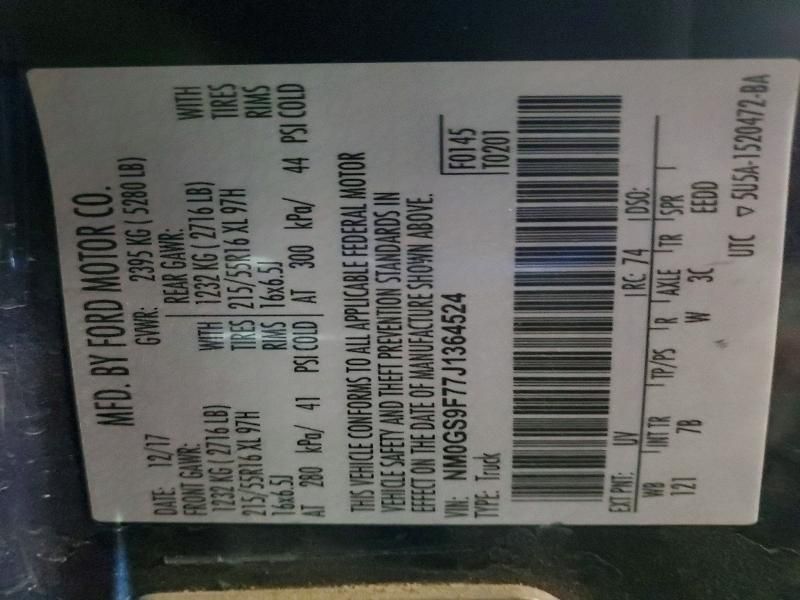 MFD. BY FORD MOTOR CO.
DATE: 12/17 GVWR: 2395 KG ( 5280 LB)
FRONT GAWR: REAR GAWR:
1232 KG ( 2716 LB) WITH 1232 KG ( 2716 LB) WITH
215/55R16 XL 97H TIRES 215/55R16 XL 97H TIRES
16x6.5J RIMS 16x6.5J RIMS
AT 280 kPa/ 41 PSI COLD AT 300 kPa/ 44 PSI COLD
THIS VEHICLE CONFORMS TO ALL APPLICABLE FEDERAL MOTOR
VEHICLE SAFETY AND THEFT PREVENTION STANDARDS IN
EFFECT ON THE DATE OF MANUFACTURE SHOWN ABOVE.
VIN: NM0GS9F77J1364524 F0145
TYPE: Truck T0201
EXT PNT: UV RC: 74 DSO:
WB INT TR TP/PS R AXLE TR SPR
121 7B W 3C EEDD
UTC ▽ 5U5A-1520472-BA